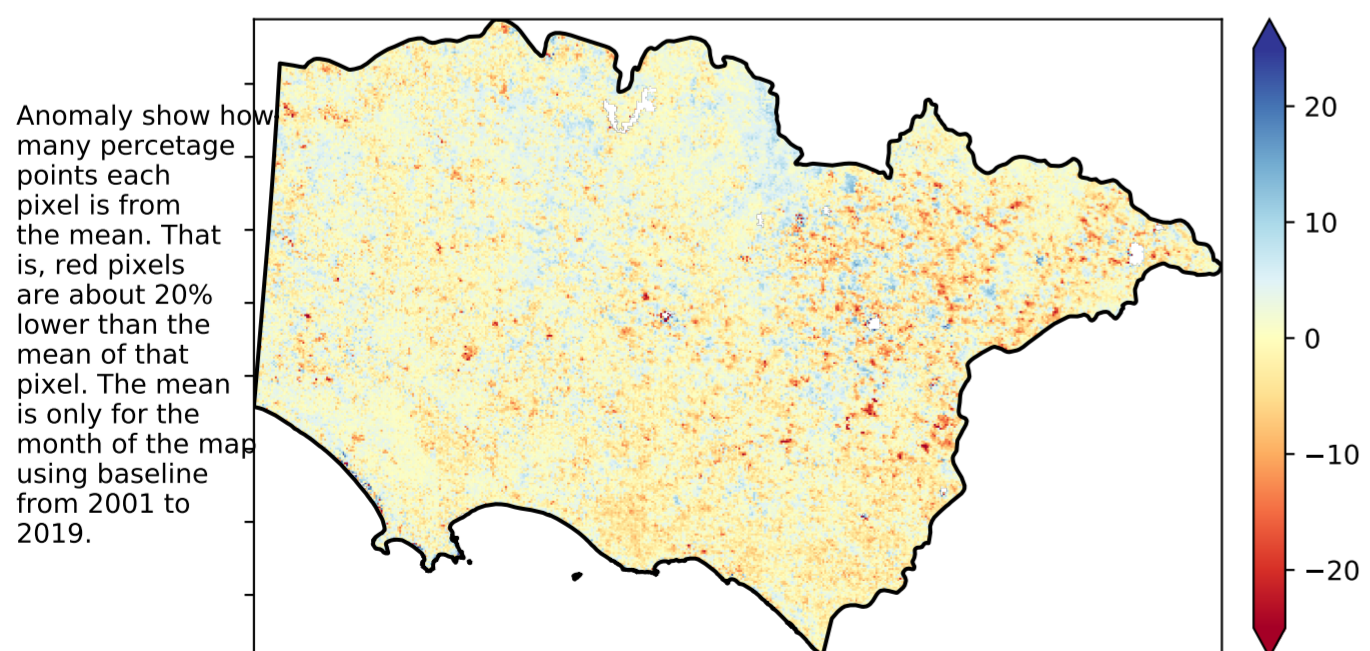 Anomaly show how
many percetage
points each
pixel is from
the mean. That
is, red pixels
are about 20%
lower than the
mean of that
pixel. The mean
is only for the
month of the map
using baseline
from 2001 to
2019.
20
10
0
−10
−20